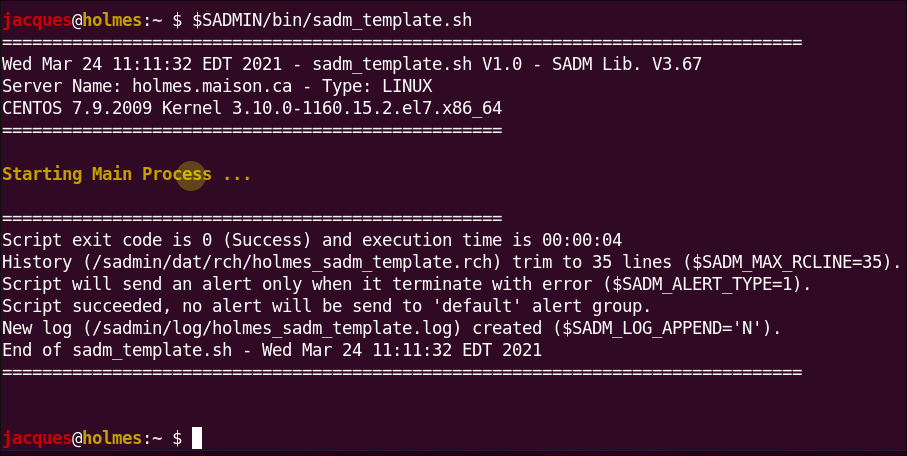 jacques@holmes:~ $ $SADMIN/bin/sadm_template.sh
================================================================================
Wed Mar 24 11:11:32 EDT 2021 - sadm_template.sh V1.0 - SADM Lib. V3.67
Server Name: holmes.maison.ca - Type: LINUX
CENTOS 7.9.2009 Kernel 3.10.0-1160.15.2.el7.x86_64
==================================================
Starting Main Process ...
==================================================
Script exit code is 0 (Success) and execution time is 00:00:04
History (/sadmin/dat/rch/holmes_sadm_template.rch) trim to 35 lines ($SADM_MAX_RCLINE=35).
Script will send an alert only when it terminate with error ($SADM_ALERT_TYPE=1).
Script succeeded, no alert will be send to 'default' alert group.
New log (/sadmin/log/holmes_sadm_template.log) created ($SADM_LOG_APPEND='N').
End of sadm_template.sh - Wed Mar 24 11:11:32 EDT 2021
================================================================================
jacques@holmes:~ $